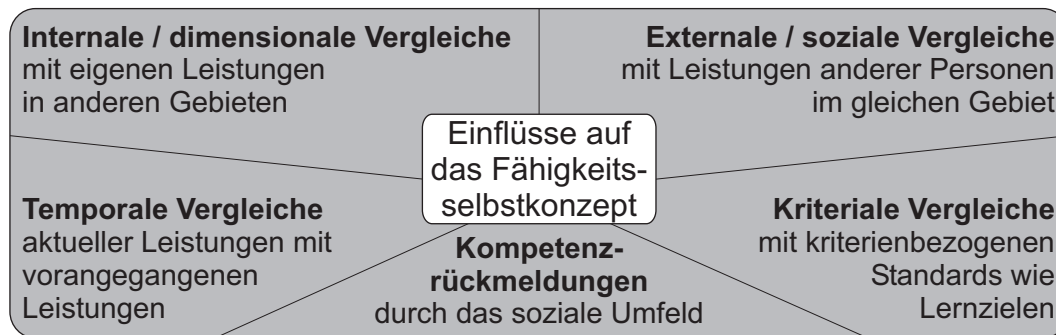 Internale / dimensionale Vergleiche
mit eigenen Leistungen
in anderen Gebieten
Externale / soziale Vergleiche
mit Leistungen anderer Personen
im gleichen Gebiet
Einflüsse auf
das Fähigkeits-
selbstkonzept
Temporale Vergleiche
aktueller Leistungen mit
vorangegangenen
Leistungen
Kompetenz-
rückmeldungen
durch das soziale Umfeld
Kriteriale Vergleiche
mit kriterienbezogenen
Standards wie
Lernzielen